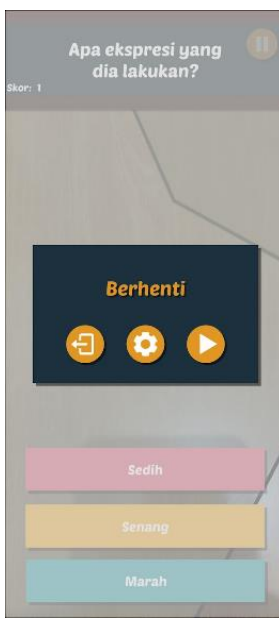 Apa ekspresi yang
dia lakukan?
Skor: 1
Berhenti
Sedih
Senang
Marah